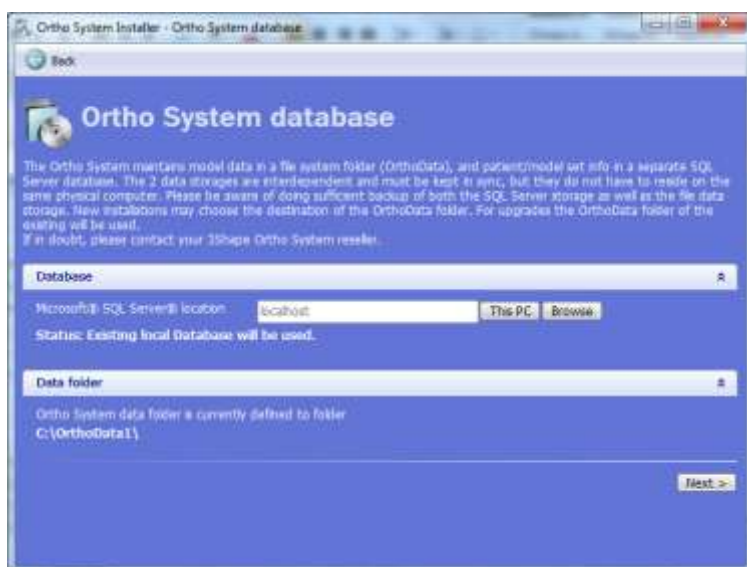 Ortho System Installer - Ortho System database
Back
Ortho System database
The Ortho System maintains model data in a file system folder (OrthoData), and patient/model set info in a separate SQL
Server database. The 2 data storages are interdependent and must be kept in sync, but they do not have to reside on the
same physical computer. Please be aware of doing sufficent backup of both the SQL Server storage as well as the file data
storage. New installations may choose the destination of the OrthoData folder. For upgrades the OrthoData folder of the
existing will be used.
If in doubt, please contact your 3Shape Ortho System reseller.
Database
Microsoft® SQL Server® location localhost This PC Browse
Status: Existing local Database will be used.
Data folder
Ortho System data folder is currently defined to folder
C:\OrthoData1\
Next >